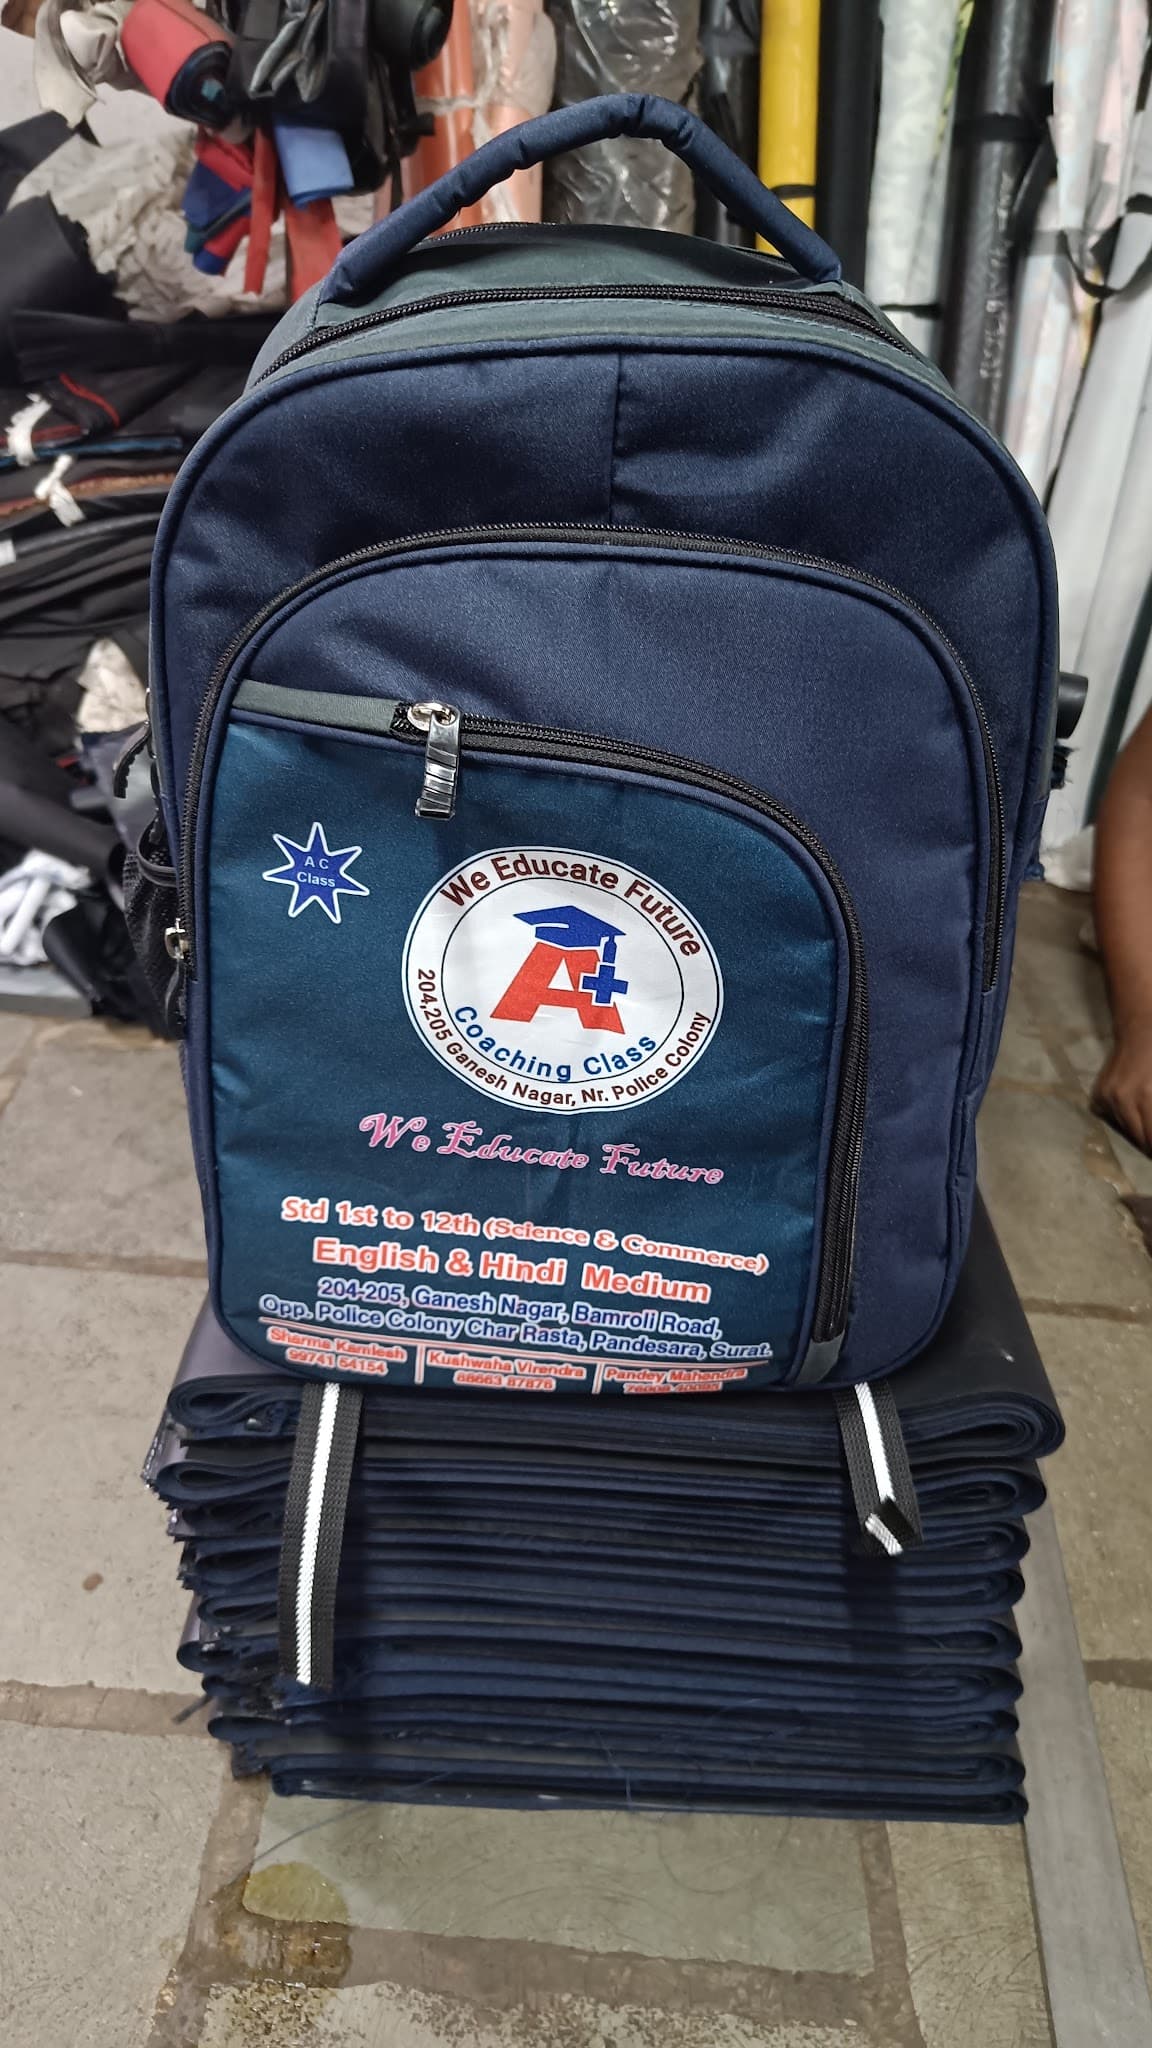 A C
Class
We Educate Future
A+
Coaching Class
204,205 Ganesh Nagar, Nr. Police Colony
We Educate Future
Std 1st to 12th (Science & Commerce)
English & Hindi Medium
204-205, Ganesh Nagar, Bamroli Road,
Opp. Police Colony Char Rasta, Pandesara, Surat.
Sharma Kamlesh
99741 54154
Kushwaha Virendra
68663 87876
Pandey Mahendra